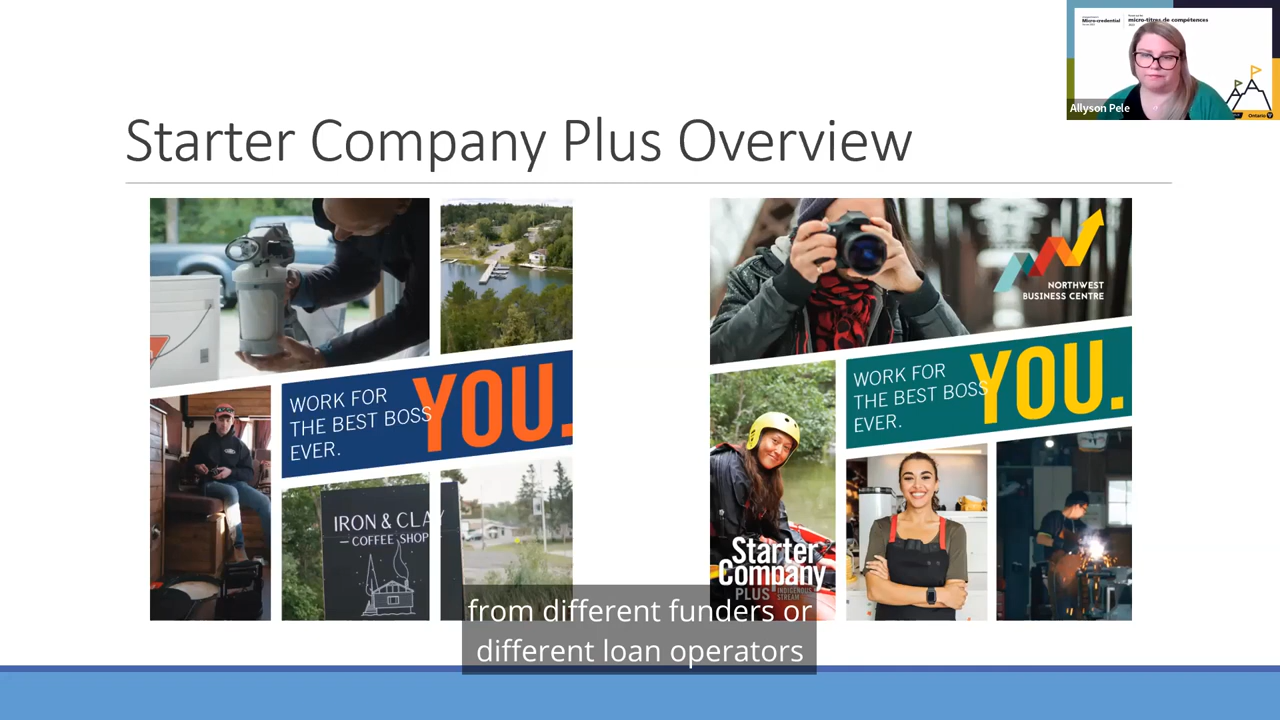 Micro-credential
micro-titres de compétences
Allyson Pele
Ontario
Starter Company Plus Overview
WORK FOR
THE BEST BOSS
EVER.
YOU.
IRON & CLAY
COFFEE SHOP
NORTHWEST
BUSINESS CENTRE
WORK FOR
THE BEST BOSS
EVER.
YOU.
Starter
Company
PLUS
INDIGENOUS
STREAM
from different funders or
different loan operators